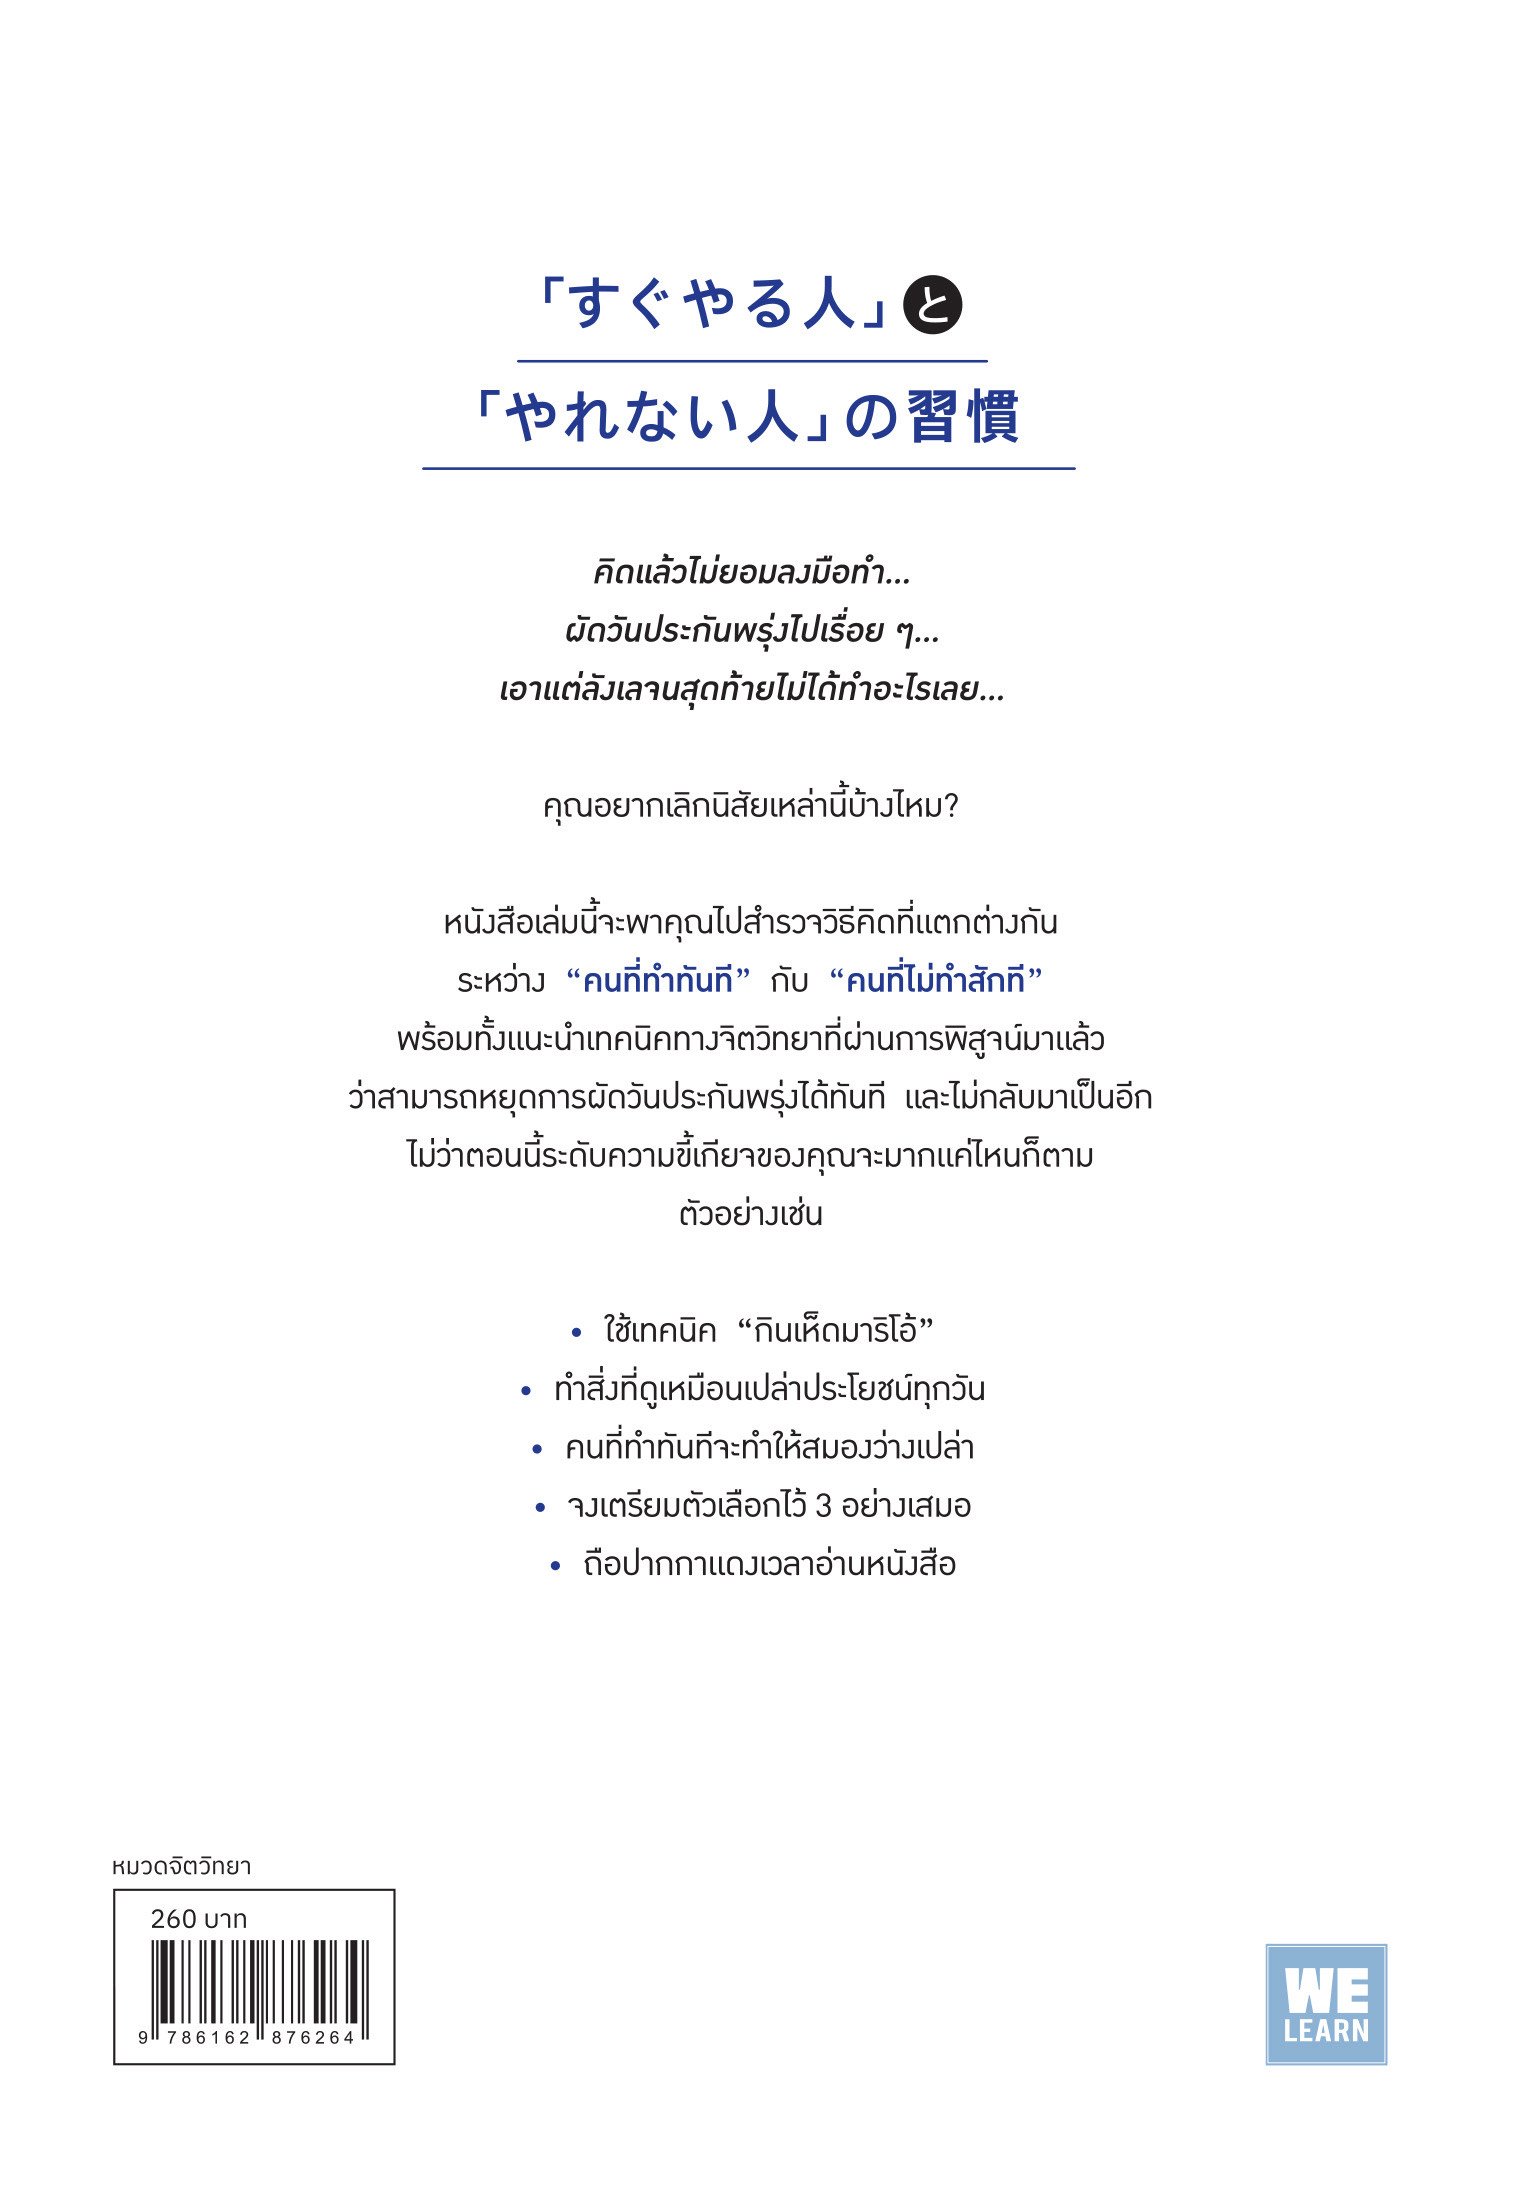 「すぐやる人」と
「やれない人」の習慣
คิดแล้วไม่ยอมลงมือทำ...
ผัดวันประกันพรุ่งไปเรื่อย ๆ...
เอาแต่ลังเลจนสุดท้ายไม่ได้ทำอะไรเลย...
คุณอยากเลิกนิสัยเหล่านี้บ้างไหม?
หนังสือเล่มนี้จะพาคุณไปสำรวจวิธีคิดที่แตกต่างกัน
ระหว่าง “คนที่ทำทันที” กับ “คนที่ไม่ทำสักที”
พร้อมทั้งแนะนำเทคนิคทางจิตวิทยาที่ผ่านการพิสูจน์มาแล้ว
ว่าสามารถหยุดการผัดวันประกันพรุ่งได้ทันที และไม่กลับมาเป็นอีก
ไม่ว่าตอนนี้ระดับความขี้เกียจของคุณจะมากแค่ไหนก็ตาม
ตัวอย่างเช่น
• ใช้เทคนิค “กินเห็ดมาริโอ้”
• ทำสิ่งที่ดูเหมือนเปล่าประโยชน์ทุกวัน
• คนที่ทำทันทีจะทำให้สมองว่างเปล่า
• จงเตรียมตัวเลือกไว้ 3 อย่างเสมอ
• ถือปากกาแดงเวลาอ่านหนังสือ
หมวดจิตวิทยา
260 บาท
9 786162 876264
WE
LEARN